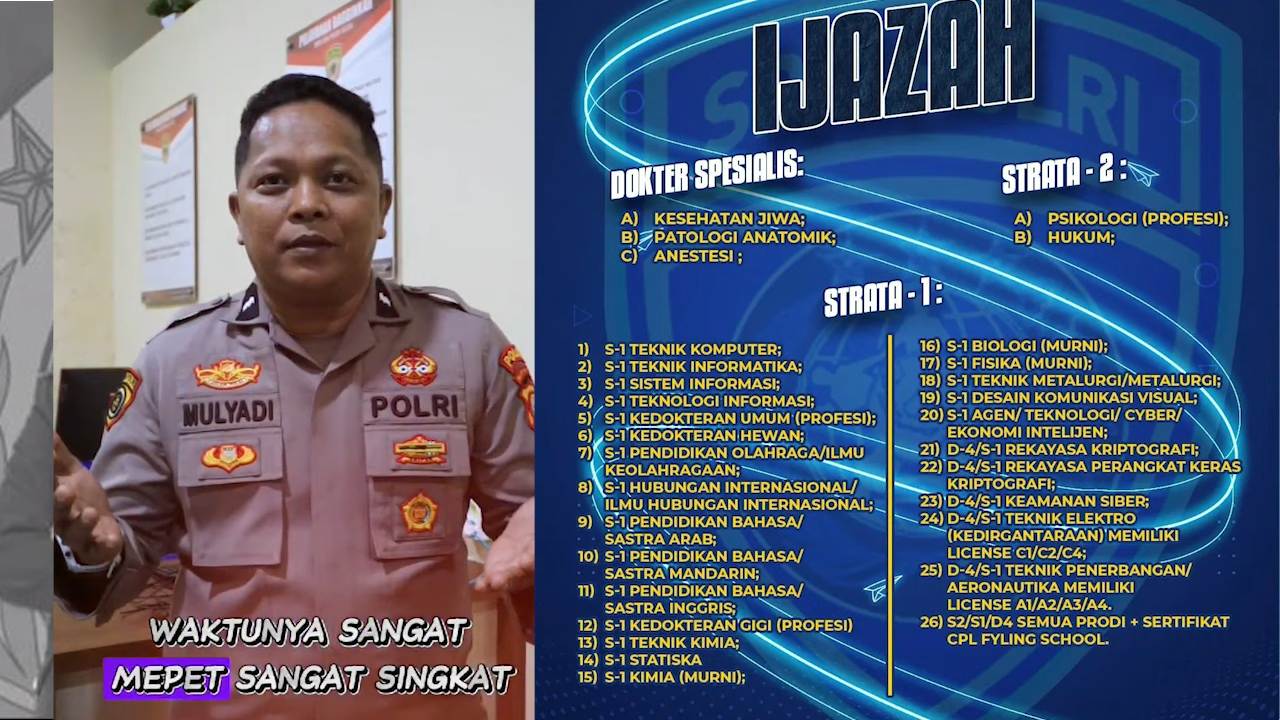 MULYADI
POLRI
WAKTUNYA SANGAT
MEPET SANGAT SINGKAT
IJAZAH
DOKTER SPESIALIS:
A) KESEHATAN JIWA;
B) PATOLOGI ANATOMIK;
C) ANESTESI ;
STRATA - 2 :
A) PSIKOLOGI (PROFESI);
B) HUKUM;
STRATA - 1 :
1) S-1 TEKNIK KOMPUTER;
2) S-1 TEKNIK INFORMATIKA;
3) S-1 SISTEM INFORMASI;
4) S-1 TEKNOLOGI INFORMASI;
5) S-1 KEDOKTERAN UMUM (PROFESI);
6) S-1 KEDOKTERAN HEWAN;
7) S-1 PENDIDIKAN OLAHRAGA/ILMU
KEOLAHRAGAAN;
8) S-1 HUBUNGAN INTERNASIONAL/
ILMU HUBUNGAN INTERNASIONAL;
9) S-1 PENDIDIKAN BAHASA/
SASTRA ARAB;
10) S-1 PENDIDIKAN BAHASA/
SASTRA MANDARIN;
11) S-1 PENDIDIKAN BAHASA/
SASTRA INGGRIS;
12) S-1 KEDOKTERAN GIGI (PROFESI)
13) S-1 TEKNIK KIMIA;
14) S-1 STATISKA
15) S-1 KIMIA (MURNI);
16) S-1 BIOLOGI (MURNI);
17) S-1 FISIKA (MURNI);
18) S-1 TEKNIK METALURGI/METALURGI;
19) S-1 DESAIN KOMUNIKASI VISUAL;
20) S-1 AGEN/ TEKNOLOGI/ CYBER/
EKONOMI INTELIJEN;
21) D-4/S-1 REKAYASA KRIPTOGRAFI;
22) D-4/S-1 REKAYASA PERANGKAT KERAS
KRIPTOGRAFI;
23) D-4/S-1 KEAMANAN SIBER;
24) D-4/S-1 TEKNIK ELEKTRO
(KEDIRGANTARAAN) MEMILIKI
LICENSE C1/C2/C4;
25) D-4/S-1 TEKNIK PENERBANGAN/
AERONAUTIKA MEMILIKI
LICENSE A1/A2/A3/A4.
26) S2/S1/D4 SEMUA PRODI + SERTIFIKAT
CPL FYLING SCHOOL.